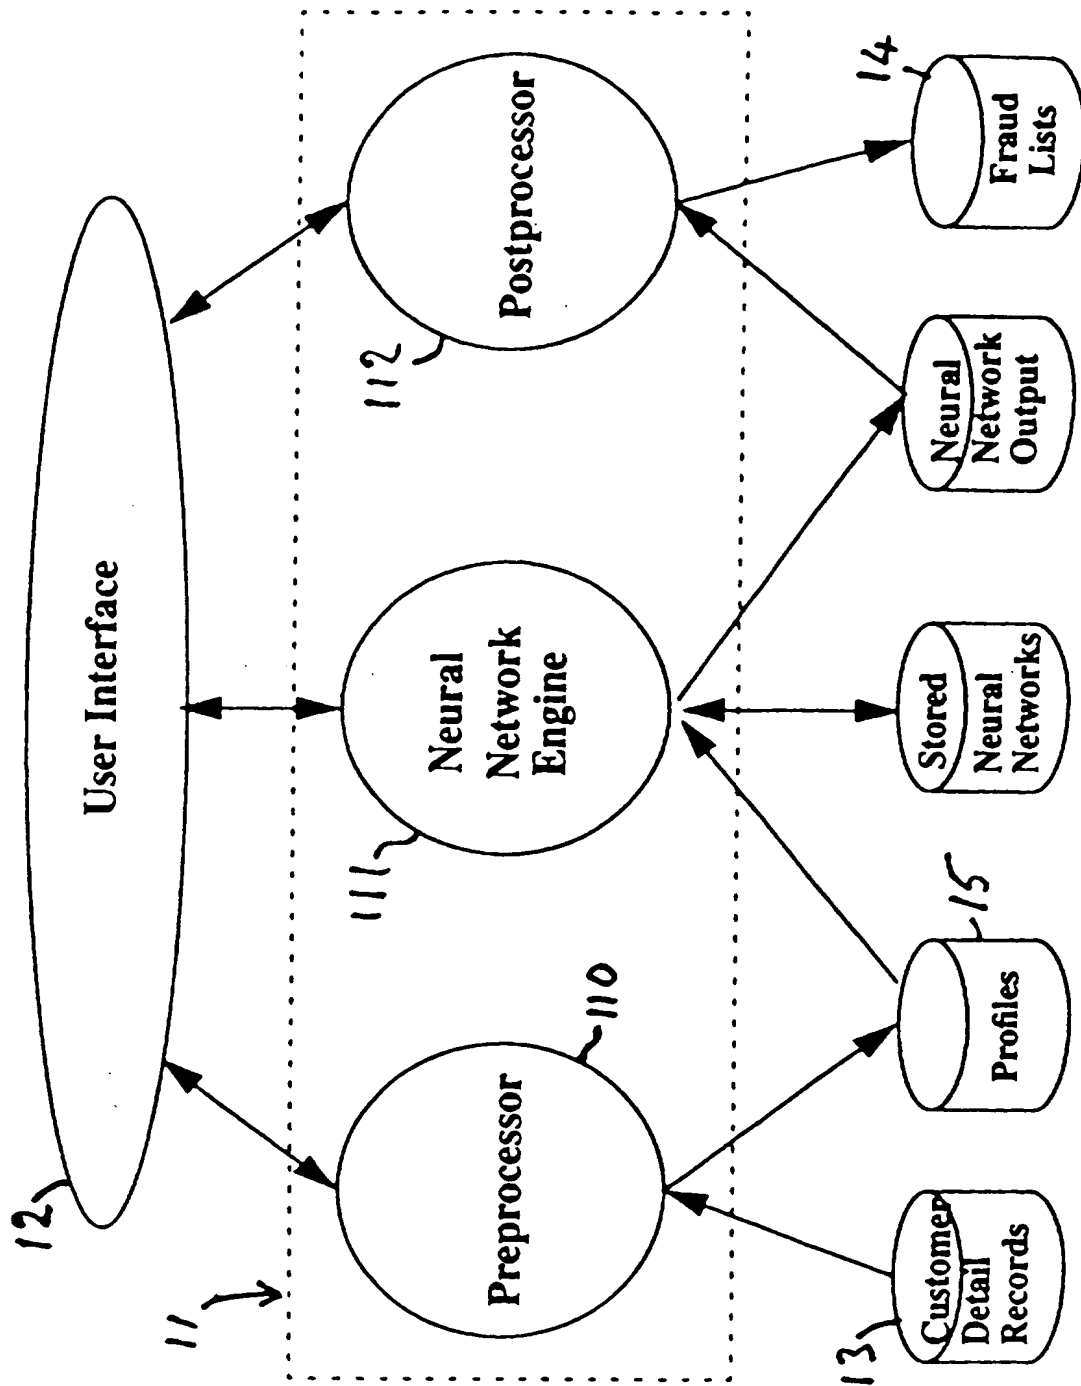 12
User Interface
11
Preprocessor
110
111
Neural
Network
Engine
112
Postprocessor
13
Customer
Detail
Records
Profiles
15
Stored
Neural
Networks
Neural
Network
Output
14
Fraud
Lists